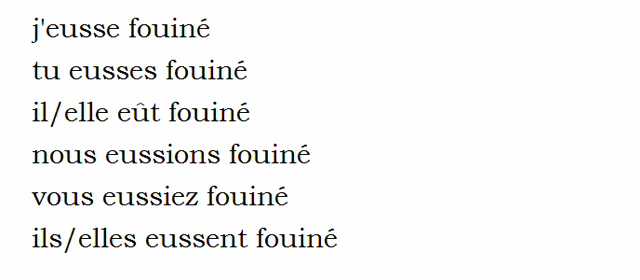 j'eusse fouiné
tu eusses fouiné
il/elle eût fouiné
nous eussions fouiné
vous eussiez fouiné
ils/elles eussent fouiné